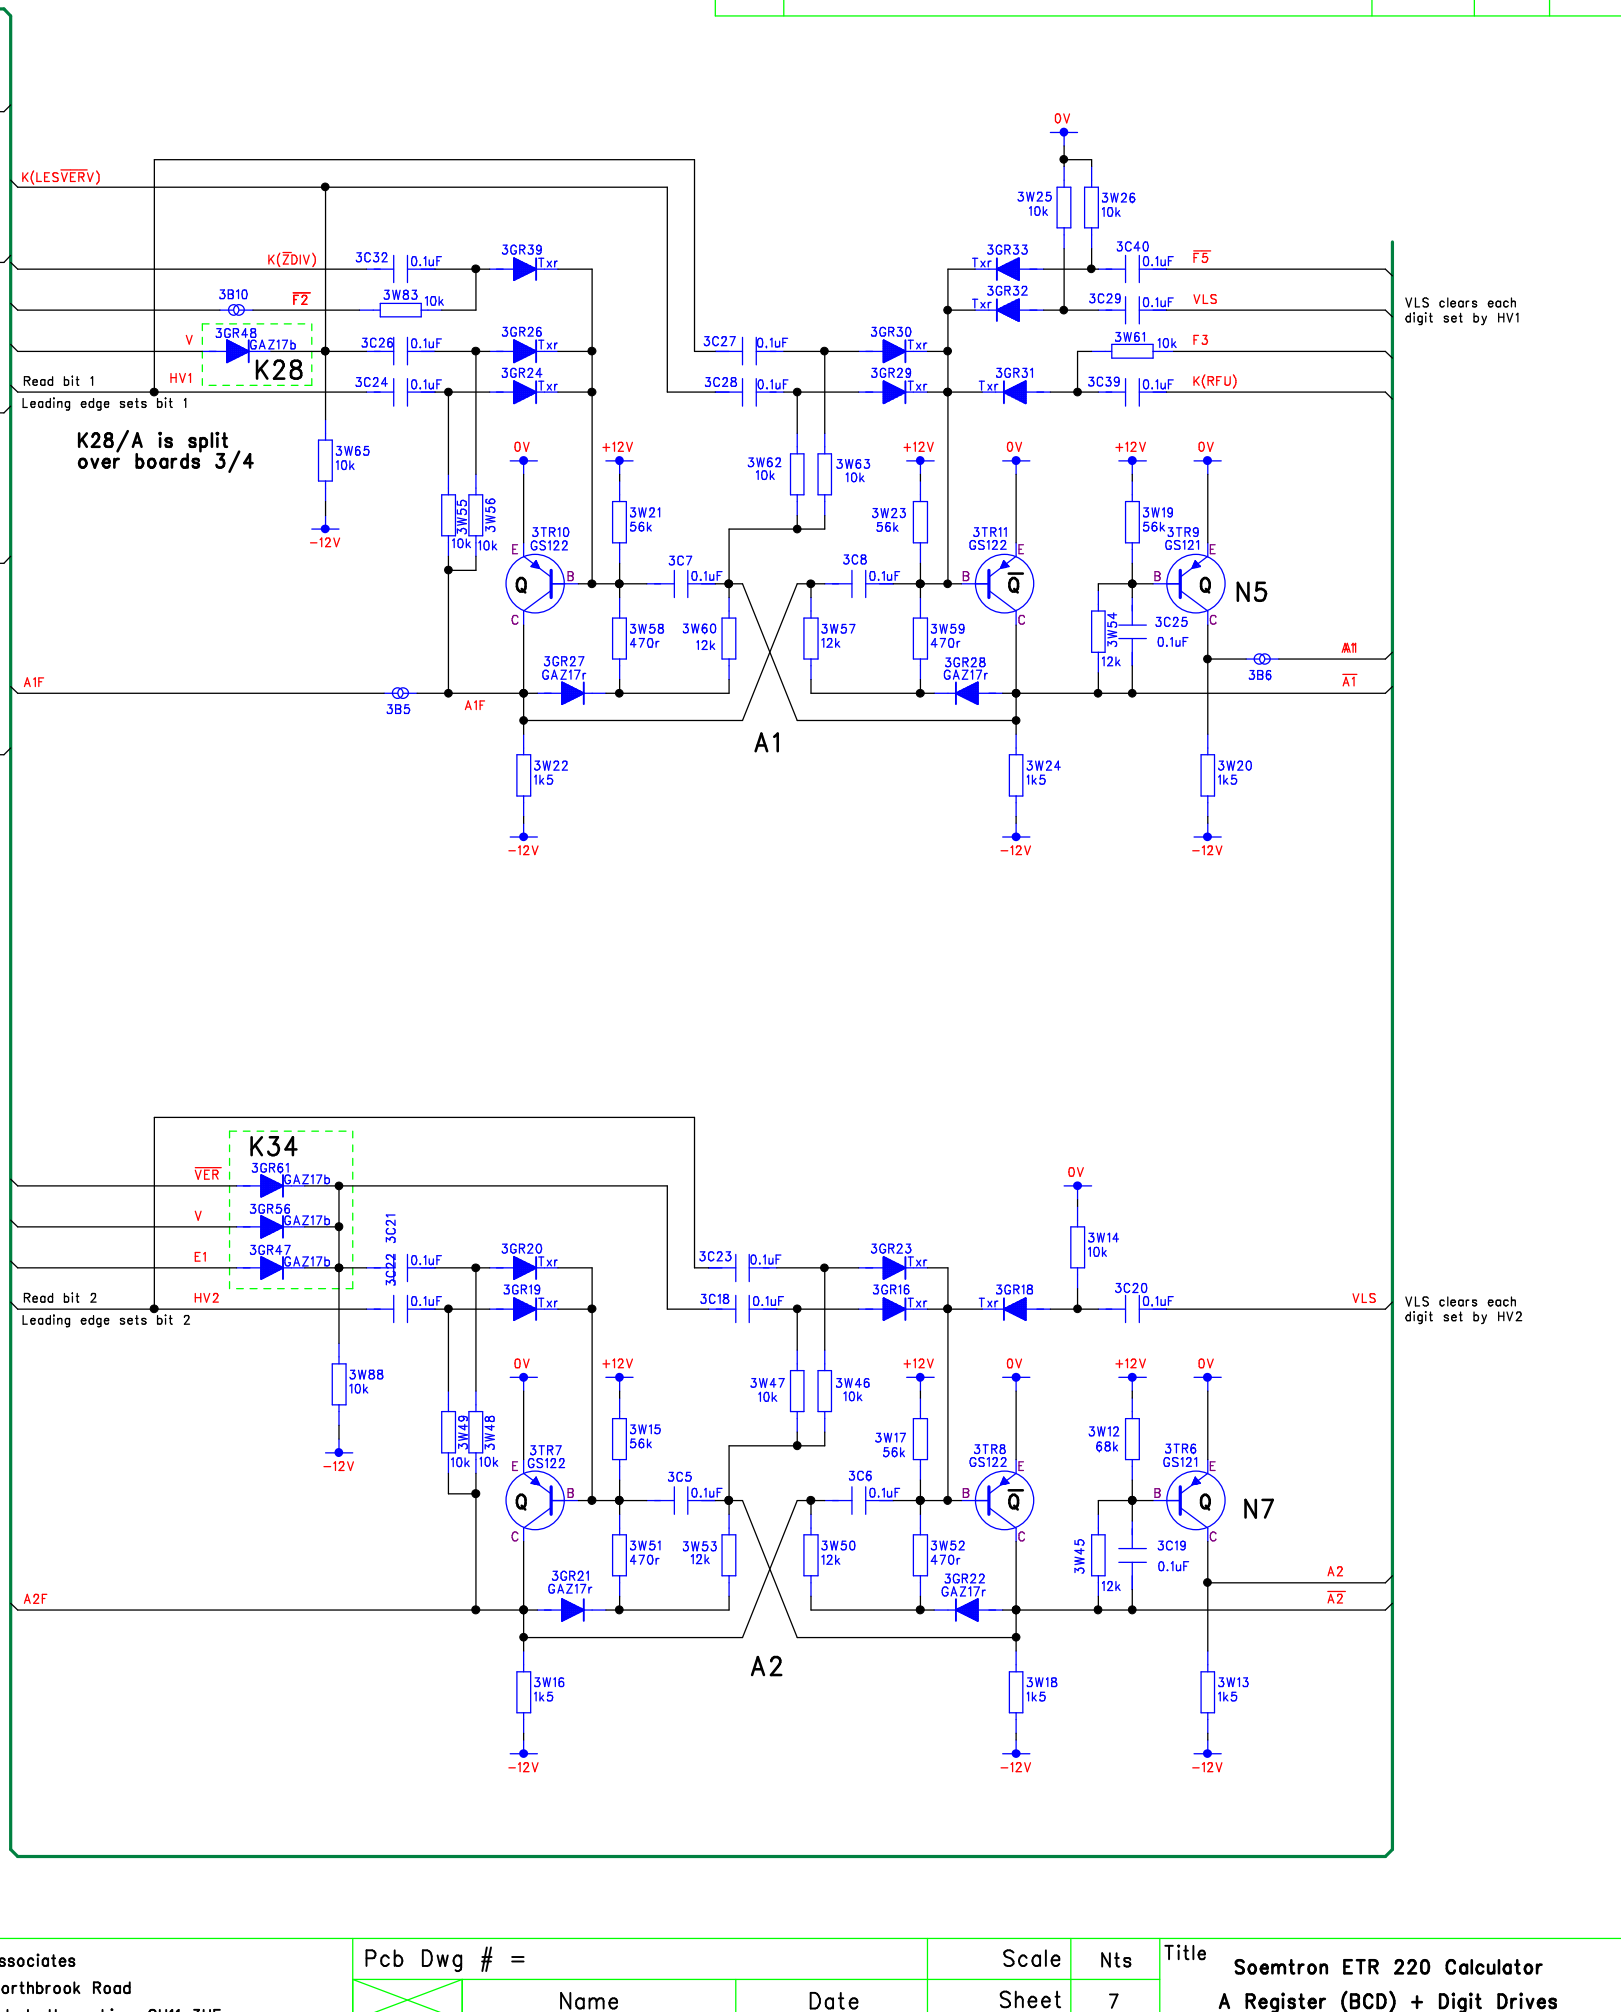 0V
3W25
10k
3W26
10k
K(LESVERV)
K(ZDIV)
3C32
0.1uF
3GR39
Txr
3GR33
Txr
3C40
0.1uF
F5
3B10
F2
3W83
10k
3GR32
Txr
3C29
0.1uF
VLS
VLS clears each
digit set by HV1
V
3GR48
GAZ17b
K28
3C26
0.1uF
3GR26
Txr
3C27
0.1uF
3GR30
Txr
3W61
10k
F3
Read bit 1
HV1
Leading edge sets bit 1
3C24
0.1uF
3GR24
Txr
3C28
0.1uF
3GR29
Txr
3GR31
Txr
3C39
0.1uF
K(RFU)
K28/A is split
over boards 3/4
3W65
10k
-12V
3W55
10k
3W56
10k
0V
+12V
3W21
56k
3W62
10k
3W63
10k
+12V
3W23
56k
0V
+12V
3W19
56k
0V
3TR10
GS122
E
B
C
Q
3C7
0.1uF
3C8
0.1uF
3TR11
GS122
E
B
C
Q
3TR9
GS121
E
B
C
Q
N5
3W58
470r
3W60
12k
3W57
12k
3W59
470r
3W54
12k
3C25
0.1uF
A1F
3B5
A1F
3GR27
GAZ17r
3GR28
GAZ17r
3B6
A1
A1
A1
3W22
1k5
-12V
3W24
1k5
-12V
3W20
1k5
-12V
K34
VER
3GR61
GAZ17b
V
3GR56
GAZ17b
E1
3GR47
GAZ17b
3C21
0.1uF
3C22
0.1uF
3GR20
Txr
3GR19
Txr
3C23
0.1uF
3C18
0.1uF
3GR23
Txr
3GR16
Txr
3GR18
Txr
0V
3W14
10k
3C20
0.1uF
VLS
VLS clears each
digit set by HV2
Read bit 2
HV2
Leading edge sets bit 2
3W88
10k
-12V
3W49
10k
3W48
10k
0V
+12V
3W15
56k
3W47
10k
3W46
10k
+12V
3W17
56k
0V
+12V
3W12
68k
0V
3TR7
GS122
E
B
C
Q
3C5
0.1uF
3C6
0.1uF
3TR8
GS122
E
B
C
Q
3TR6
GS121
E
B
C
Q
N7
3W51
470r
3W53
12k
3W50
12k
3W52
470r
3W45
12k
3C19
0.1uF
A2F
3GR21
GAZ17r
3GR22
GAZ17r
A2
A2
A2
3W16
1k5
-12V
3W18
1k5
-12V
3W13
1k5
-12V
ssociates
orthbrook Road
Pcb Dwg # =
Name
Date
Scale
Nts
Sheet
7
Title
Soemtron ETR 220 Calculator
A Register (BCD) + Digit Drives